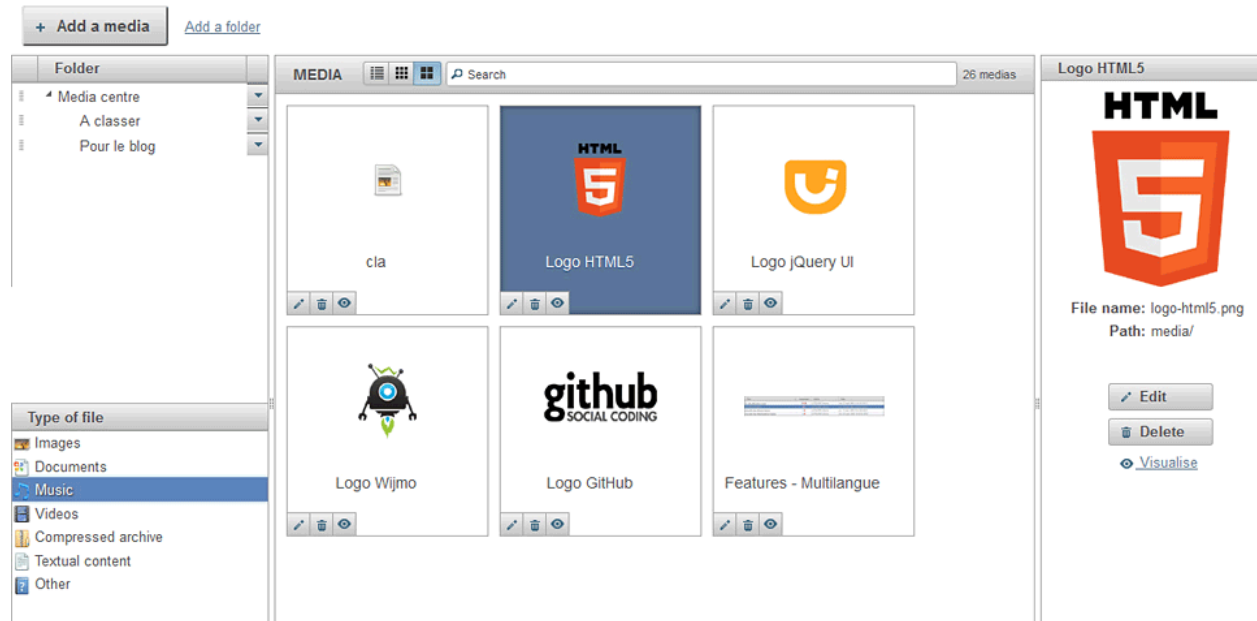 + Add a media
Add a folder
Folder
Media centre
A classer
Pour le blog
Type of file
Images
Documents
Music
Videos
Compressed archive
Textual content
Other
MEDIA
Search
26 medias
cla
HTML
5
Logo HTML5
Logo jQuery UI
Logo Wijmo
github
SOCIAL CODING
Logo GitHub
Features - Multilangue
Logo HTML5
HTML
5
File name: logo-html5.png
Path: media/
Edit
Delete
Visualise